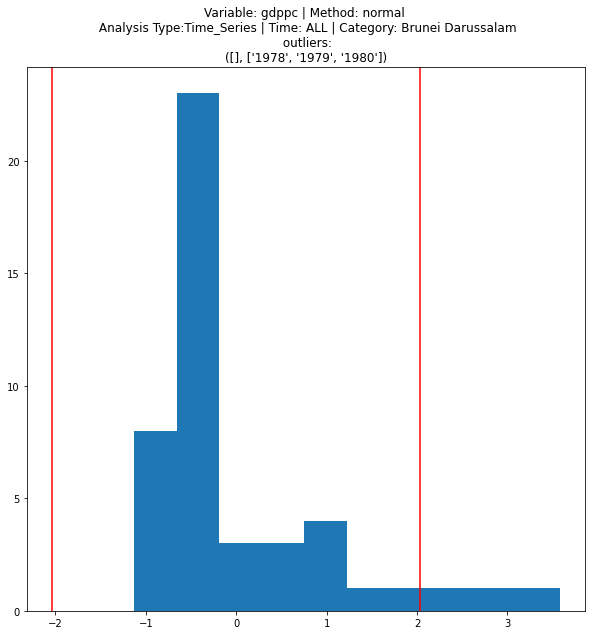 Variable: gdppc | Method: normal
Analysis Type:Time_Series | Time: ALL | Category: Brunei Darussalam
outliers:
([], ['1978', '1979', '1980'])
20
15
10
5
0
−2 −1 0 1 2 3